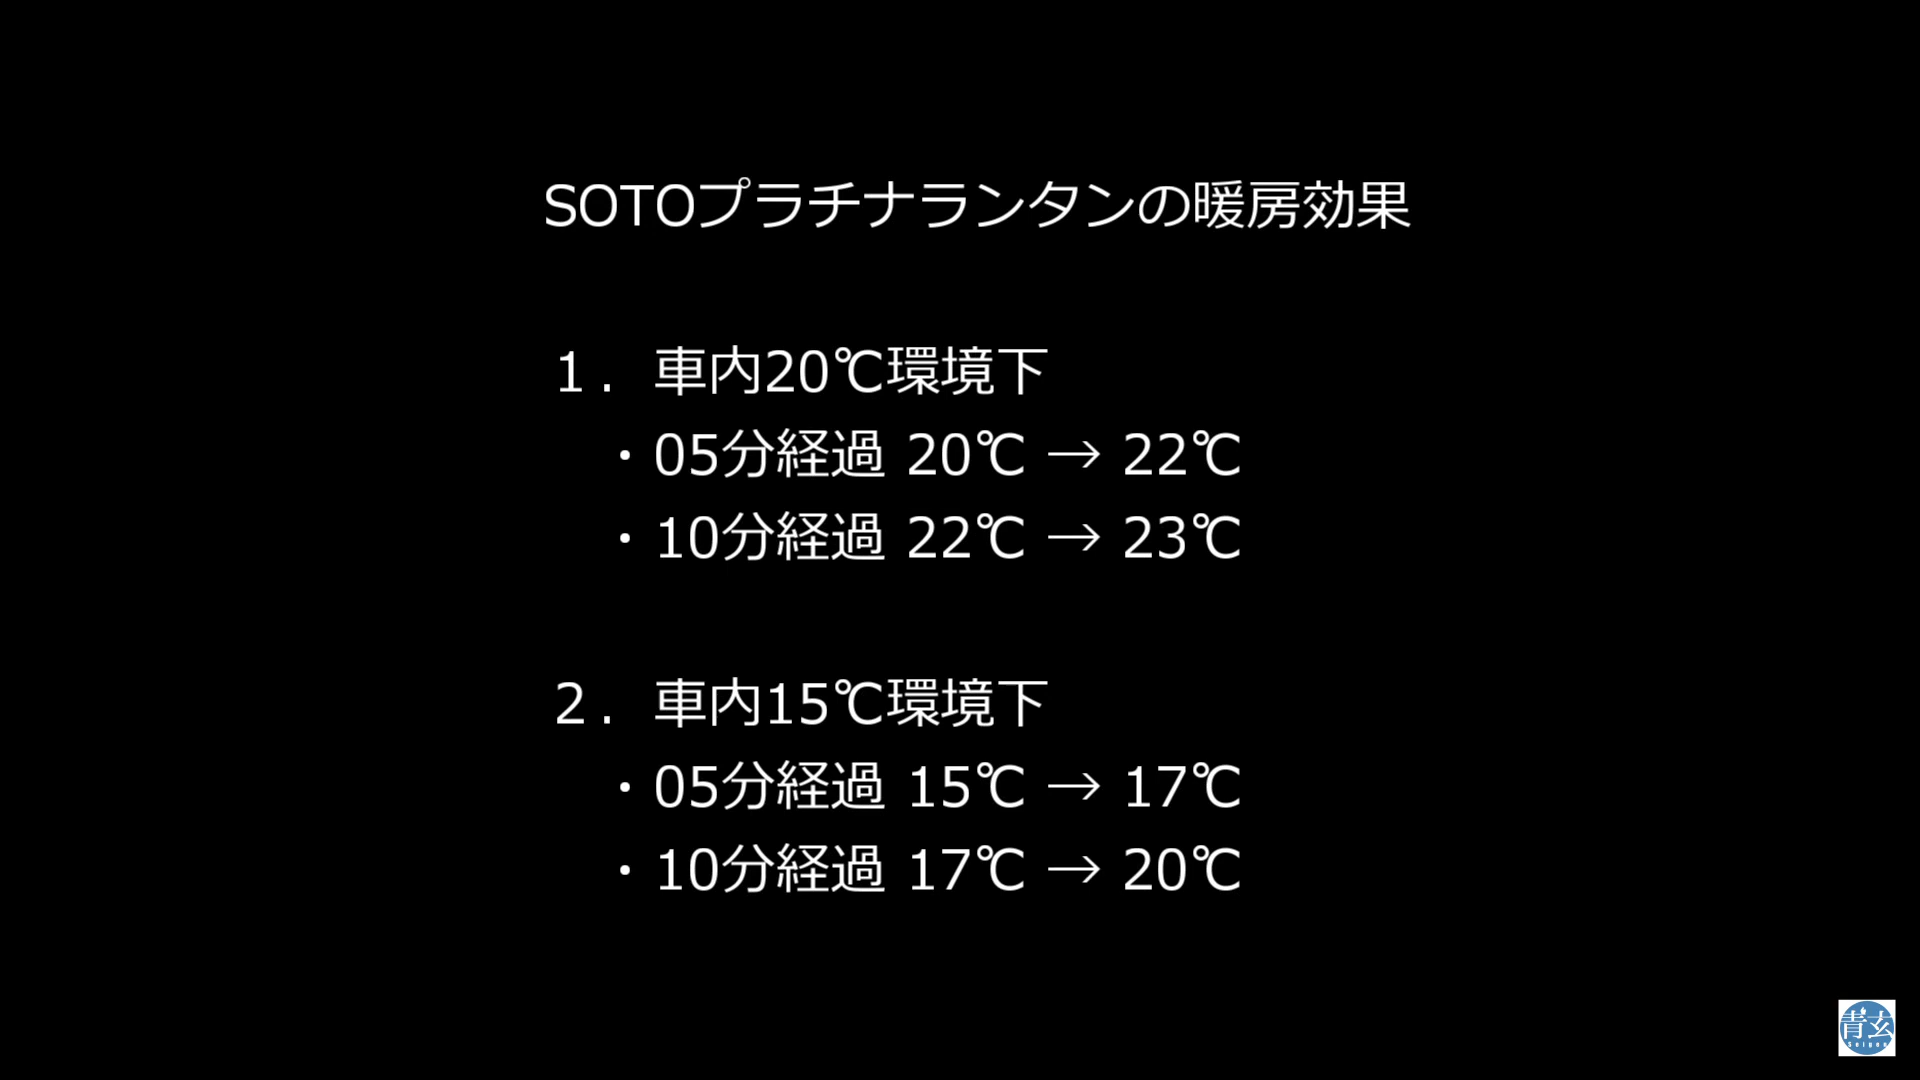 SOTOプラチナランタンの暖房効果
１．車内20℃環境下
・05分経過 20℃ → 22℃
・10分経過 22℃ → 23℃
２．車内15℃環境下
・05分経過 15℃ → 17℃
・10分経過 17℃ → 20℃
青玄
Seigen